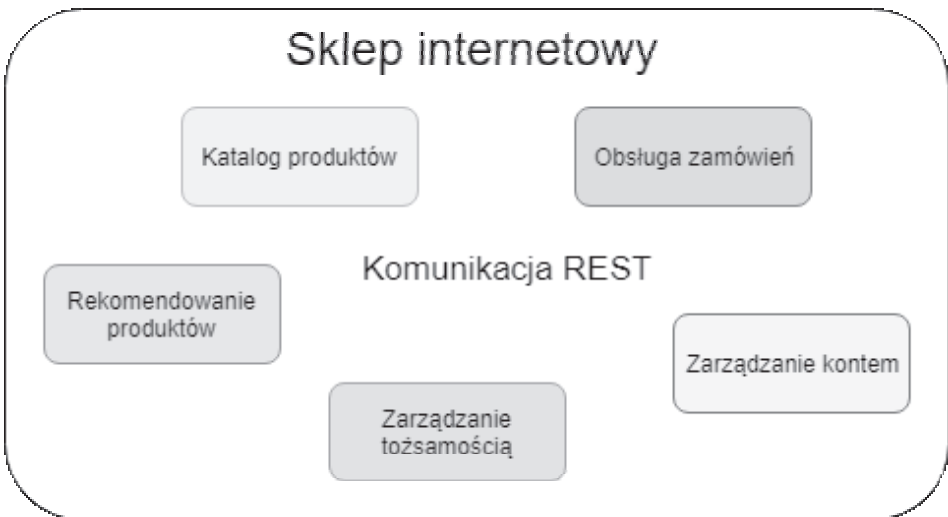 Sklep internetowy
Katalog produktów
Obsługa zamówień
Komunikacja REST
Rekomendowanie
produktów
Zarządzanie kontem
Zarządzanie
tożsamością